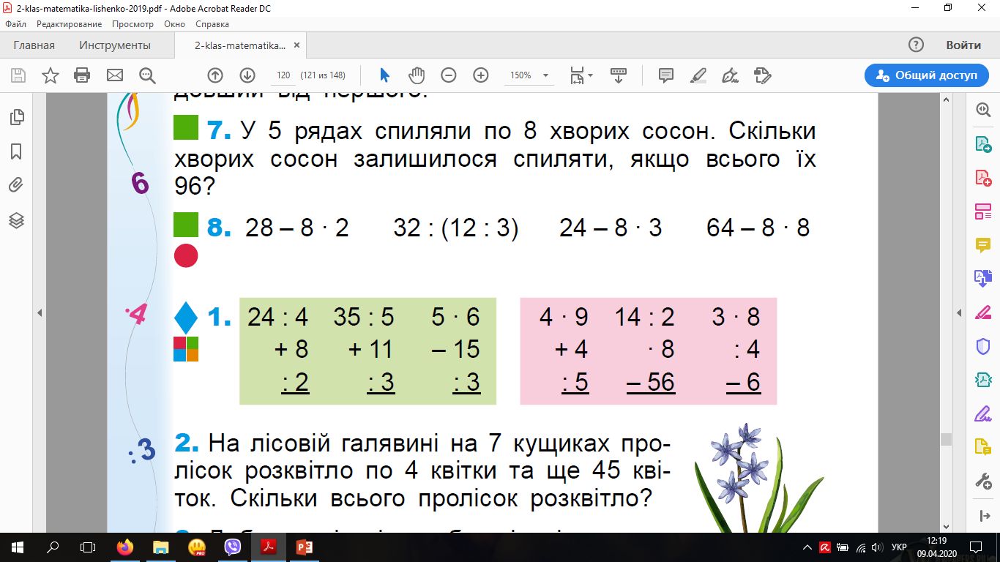 2-klas-matematika-lishenko-2019.pdf - Adobe Acrobat Reader DC
Файл Редактирование Просмотр Окно Справка
Главная Инструменты 2-klas-matematika... × Войти
120 (121 из 148) 150% Общий доступ
довший від першого.
7. У 5 рядах спиляли по 8 хворих сосон. Скільки
хворих сосон залишилося спиляти, якщо всього їх
96?
6
8. 28 – 8 · 2 32 : (12 : 3) 24 – 8 · 3 64 – 8 · 8
·4
1. 24 : 4 35 : 5 5 · 6 4 · 9 14 : 2 3 · 8
+ 8 + 11 – 15 + 4 · 8 : 4
: 2 : 3 : 3 : 5 – 56 – 6
:3
2. На лісовій галявині на 7 кущиках про-
лісок розквітло по 4 квітки та ще 45 кві-
ток. Скільки всього пролісок розквітло?
PRO
УКР
12:19
09.04.2020